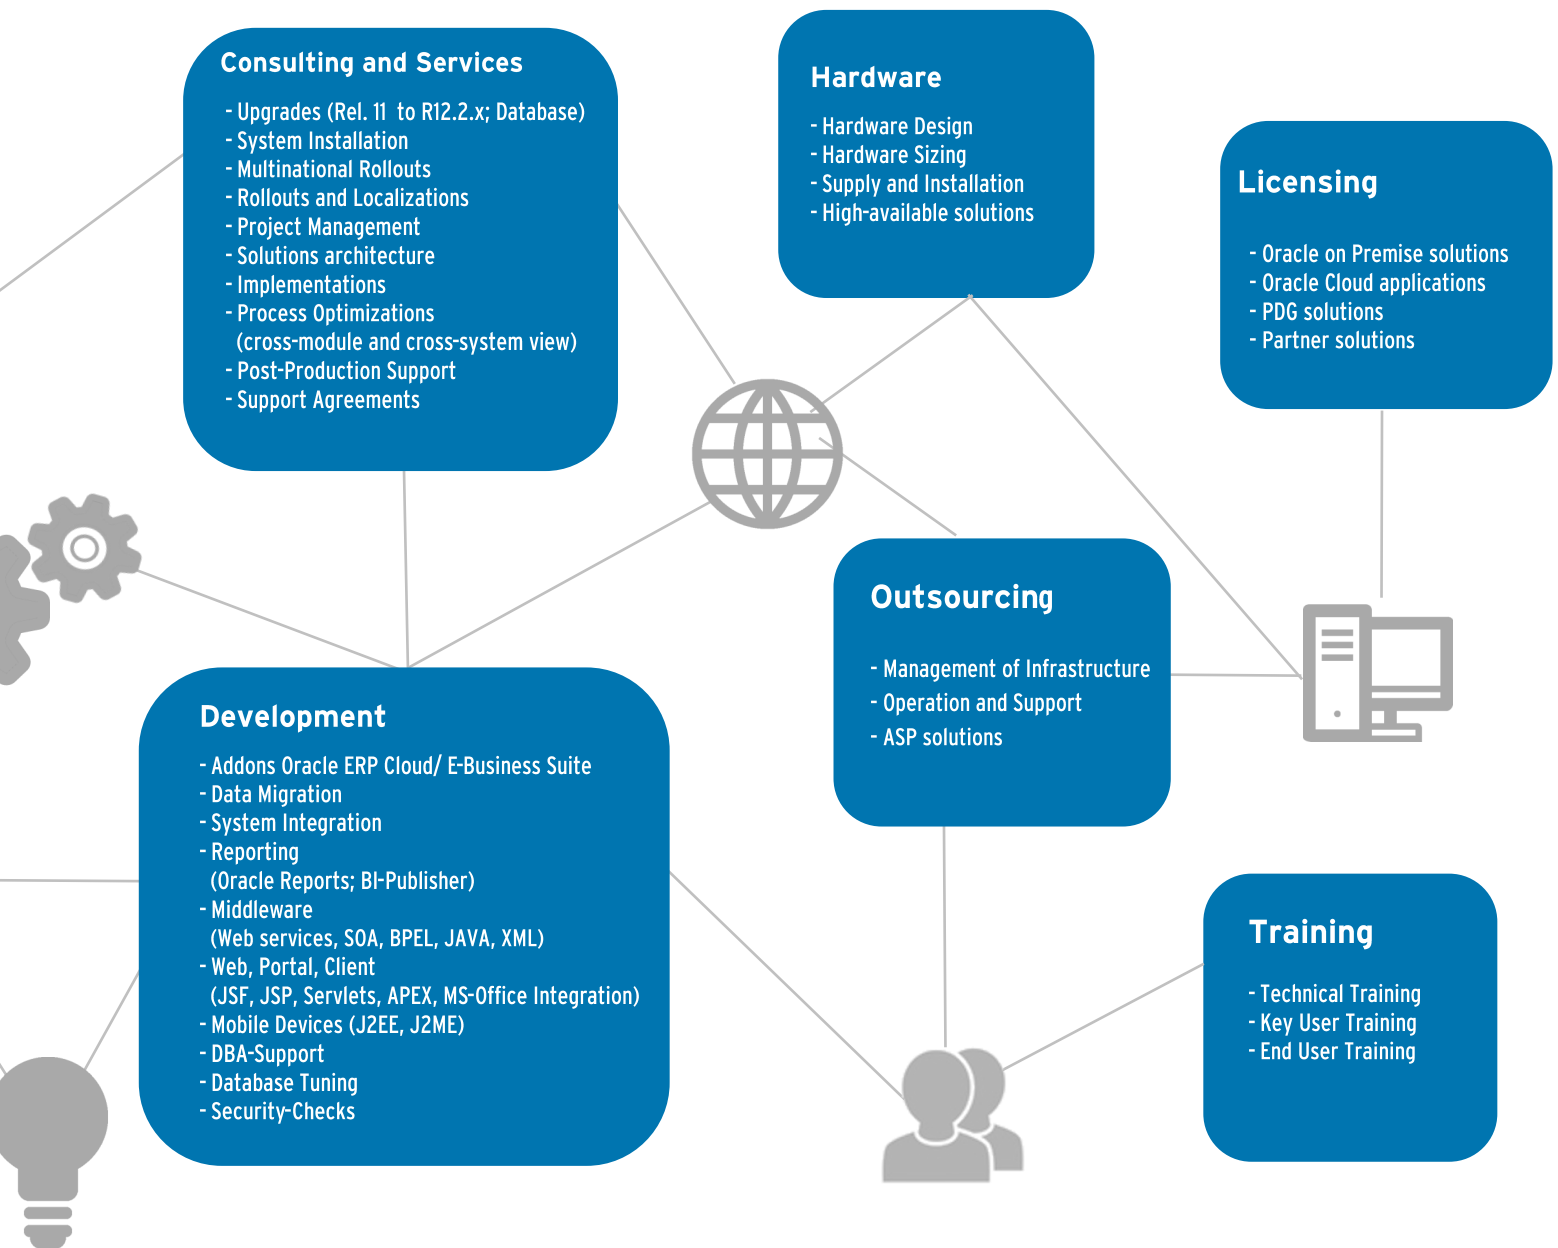 Consulting and Services
- Upgrades (Rel. 11 to R12.2.x; Database)
- System Installation
- Multinational Rollouts
- Rollouts and Localizations
- Project Management
- Solutions architecture
- Implementations
- Process Optimizations
(cross-module and cross-system view)
- Post-Production Support
- Support Agreements
Hardware
- Hardware Design
- Hardware Sizing
- Supply and Installation
- High-available solutions
Licensing
- Oracle on Premise solutions
- Oracle Cloud applications
- PDG solutions
- Partner solutions
Outsourcing
- Management of Infrastructure
- Operation and Support
- ASP solutions
Development
- Addons Oracle ERP Cloud/ E-Business Suite
- Data Migration
- System Integration
- Reporting
(Oracle Reports; BI-Publisher)
- Middleware
(Web services, SOA, BPEL, JAVA, XML)
- Web, Portal, Client
(JSF, JSP, Servlets, APEX, MS-Office Integration)
- Mobile Devices (J2EE, J2ME)
- DBA-Support
- Database Tuning
- Security-Checks
Training
- Technical Training
- Key User Training
- End User Training